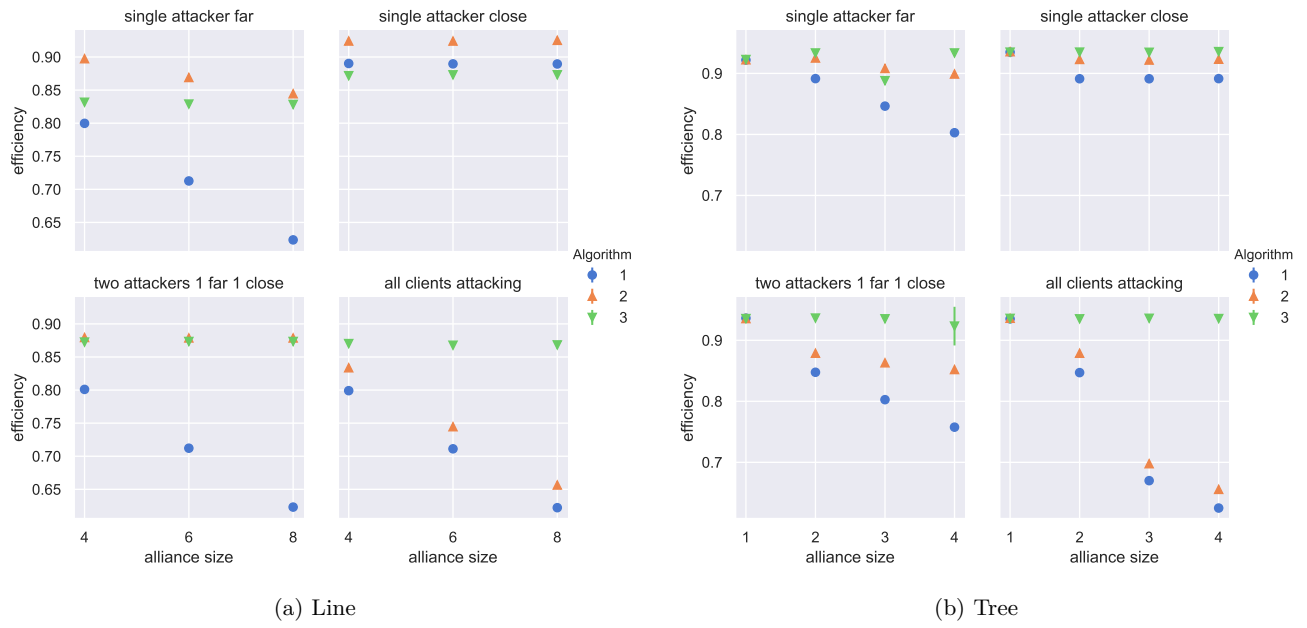 single attacker far
single attacker close
efficiency
0.90
0.85
0.80
0.75
0.70
0.65
two attackers 1 far 1 close
all clients attacking
efficiency
0.90
0.85
0.80
0.75
0.70
0.65
4 6 8
4 6 8
alliance size
alliance size
Algorithm
1
2
3
(a) Line
single attacker far
single attacker close
efficiency
0.9
0.8
0.7
two attackers 1 far 1 close
all clients attacking
efficiency
0.9
0.8
0.7
1 2 3 4
1 2 3 4
alliance size
alliance size
Algorithm
1
2
3
(b) Tree